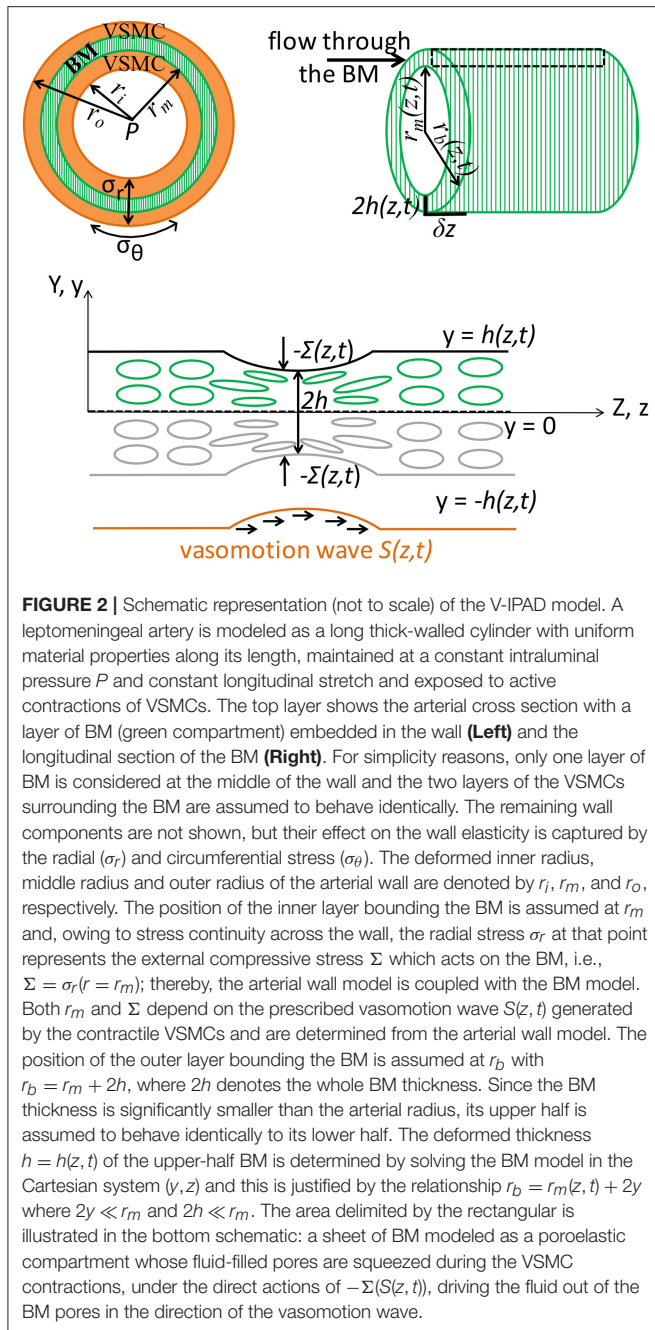 VSMC
BM
VSMC
r_i
r_o
r_m
P
σ_r
σ_θ
flow through
the BM
r_m(z,t)
r_b(z,t)
2h(z,t)
δz
Y, y
y = h(z,t)
-Σ(z,t)
2h
Z, z
y = 0
-Σ(z,t)
y = -h(z,t)
vasomotion wave S(z,t)
FIGURE 2 | Schematic representation (not to scale) of the V-IPAD model. A
leptomeningeal artery is modeled as a long thick-walled cylinder with uniform
material properties along its length, maintained at a constant intraluminal
pressure P and constant longitudinal stretch and exposed to active
contractions of VSMCs. The top layer shows the arterial cross section with a
layer of BM (green compartment) embedded in the wall (Left) and the
longitudinal section of the BM (Right). For simplicity reasons, only one layer of
BM is considered at the middle of the wall and the two layers of the VSMCs
surrounding the BM are assumed to behave identically. The remaining wall
components are not shown, but their effect on the wall elasticity is captured by
the radial (σ_r) and circumferential stress (σ_θ). The deformed inner radius,
middle radius and outer radius of the arterial wall are denoted by r_i, r_m, and r_o,
respectively. The position of the inner layer bounding the BM is assumed at r_m
and, owing to stress continuity across the wall, the radial stress σ_r at that point
represents the external compressive stress Σ which acts on the BM, i.e.,
Σ = σ_r(r = r_m); thereby, the arterial wall model is coupled with the BM model.
Both r_m and Σ depend on the prescribed vasomotion wave S(z, t) generated
by the contractile VSMCs and are determined from the arterial wall model. The
position of the outer layer bounding the BM is assumed at r_b with
r_b = r_m + 2h, where 2h denotes the whole BM thickness. Since the BM
thickness is significantly smaller than the arterial radius, its upper half is
assumed to behave identically to its lower half. The deformed thickness
h = h(z, t) of the upper-half BM is determined by solving the BM model in the
Cartesian system (y,z) and this is justified by the relationship r_b = r_m(z, t) + 2y
where 2y ≪ r_m and 2h ≪ r_m. The area delimited by the rectangular is
illustrated in the bottom schematic: a sheet of BM modeled as a poroelastic
compartment whose fluid-filled pores are squeezed during the VSMC
contractions, under the direct actions of −Σ(S(z, t)), driving the fluid out of the
BM pores in the direction of the vasomotion wave.